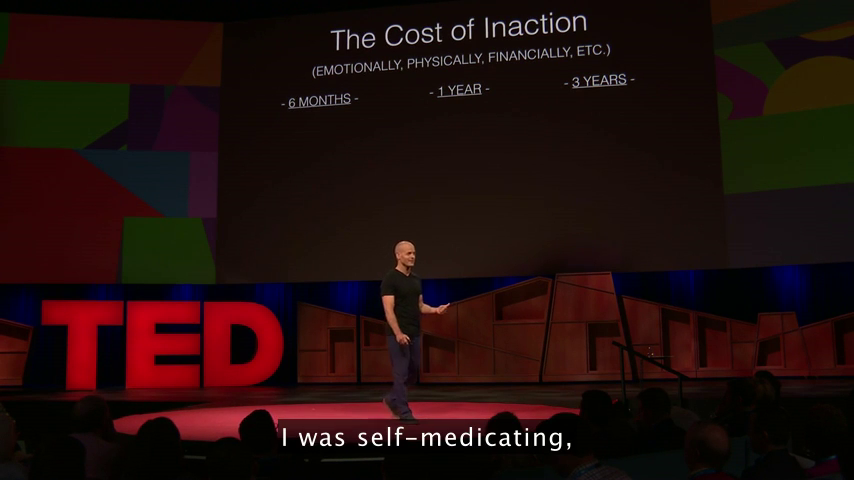 The Cost of Inaction
(EMOTIONALLY, PHYSICALLY, FINANCIALLY, ETC.)
- 6 MONTHS - - 1 YEAR - - 3 YEARS -
TED
I was self-medicating,